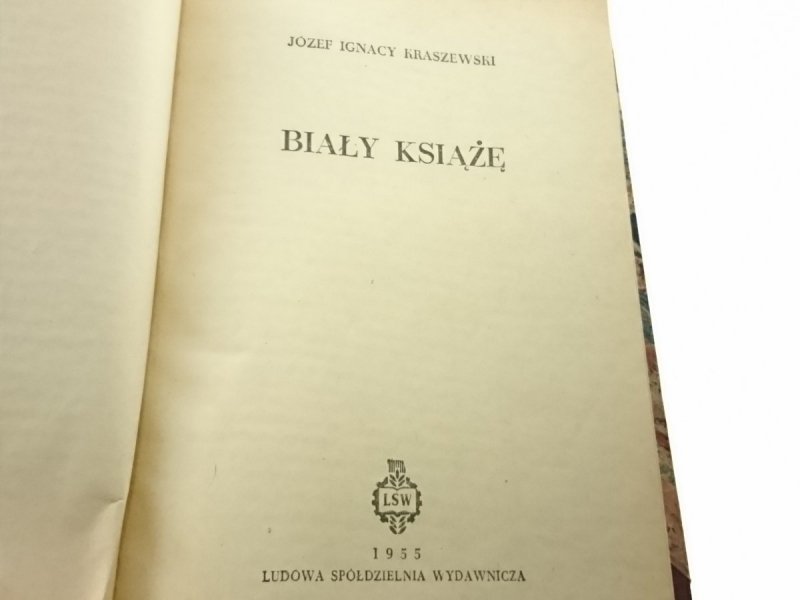 JÓZEF IGNACY KRASZEWSKI
BIAŁY KSIĄŻĘ
LSW
1955
LUDOWA SPÓŁDZIELNIA WYDAWNICZA